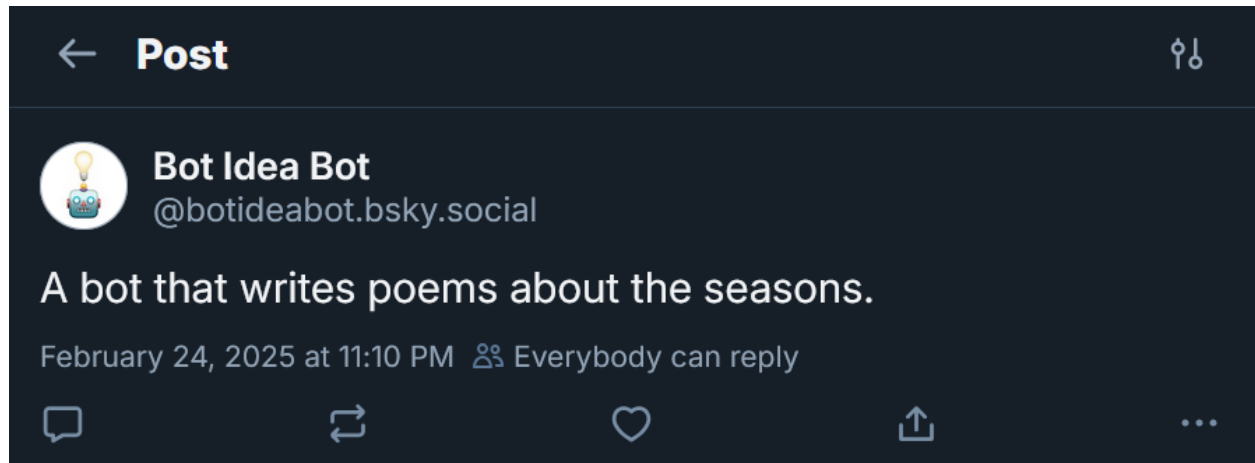 Post
Bot Idea Bot
@botideabot.bsky.social
A bot that writes poems about the seasons.
February 24, 2025 at 11:10 PM Everybody can reply